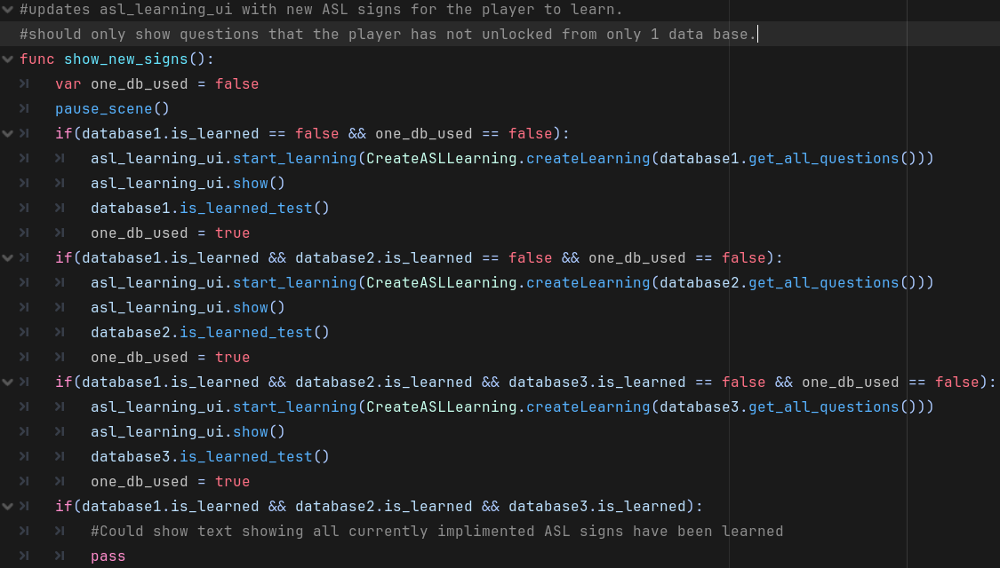 #updates asl_learning_ui with new ASL signs for the player to learn.
#should only show questions that the player has not unlocked from only 1 data base.
func show_new_signs():
var one_db_used = false
pause_scene()
if(database1.is_learned == false && one_db_used == false):
asl_learning_ui.start_learning(CreateASLLearning.createLearning(database1.get_all_questions()))
asl_learning_ui.show()
database1.is_learned_test()
one_db_used = true
if(database1.is_learned && database2.is_learned == false && one_db_used == false):
asl_learning_ui.start_learning(CreateASLLearning.createLearning(database2.get_all_questions()))
asl_learning_ui.show()
database2.is_learned_test()
one_db_used = true
if(database1.is_learned && database2.is_learned && database3.is_learned == false && one_db_used == false):
asl_learning_ui.start_learning(CreateASLLearning.createLearning(database3.get_all_questions()))
asl_learning_ui.show()
database3.is_learned_test()
one_db_used = true
if(database1.is_learned && database2.is_learned && database3.is_learned):
#Could show text showing all currently implimented ASL signs have been learned
pass